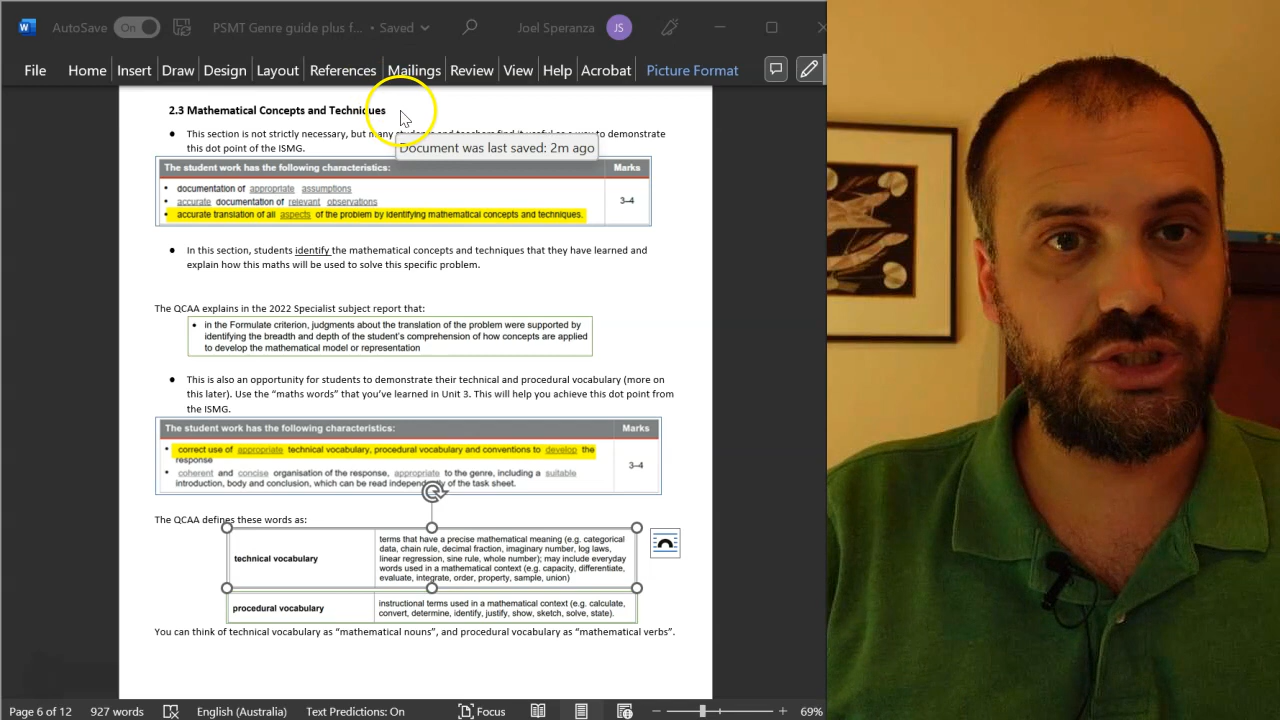 AutoSave On PSMT Genre guide plus f... • Saved Joel Speranza JS
File Home Insert Draw Design Layout References Mailings Review View Help Acrobat Picture Format
2.3 Mathematical Concepts and Techniques
• This section is not strictly necessary, but many students and teachers find it useful as a way to demonstrate
this dot point of the ISMG.
Document was last saved: 2m ago
The student work has the following characteristics: Marks
• documentation of appropriate assumptions
• accurate documentation of relevant observations
• accurate translation of all aspects of the problem by identifying mathematical concepts and techniques.
3–4
• In this section, students identify the mathematical concepts and techniques that they have learned and
explain how this maths will be used to solve this specific problem.
The QCAA explains in the 2022 Specialist subject report that:
• in the Formulate criterion, judgments about the translation of the problem were supported by
identifying the breadth and depth of the student's comprehension of how concepts are applied
to develop the mathematical model or representation
• This is also an opportunity for students to demonstrate their technical and procedural vocabulary (more on
this later). Use the "maths words" that you've learned in Unit 3. This will help you achieve this dot point from
the ISMG.
The student work has the following characteristics: Marks
• correct use of appropriate technical vocabulary, procedural vocabulary and conventions to develop the
response
• coherent and concise organisation of the response, appropriate to the genre, including a suitable
introduction, body and conclusion, which can be read independently of the task sheet.
3–4
The QCAA defines these words as:
technical vocabulary
terms that have a precise mathematical meaning (e.g. categorical
data, chain rule, decimal fraction, imaginary number, log laws,
linear regression, sine rule, whole number); may include everyday
words used in a mathematical context (e.g. capacity, differentiate,
evaluate, integrate, order, property, sample, union)
procedural vocabulary
instructional terms used in a mathematical context (e.g. calculate,
convert, determine, identify, justify, show, sketch, solve, state).
You can think of technical vocabulary as "mathematical nouns", and procedural vocabulary as "mathematical verbs".
Page 6 of 12 927 words English (Australia) Text Predictions: On Focus 69%